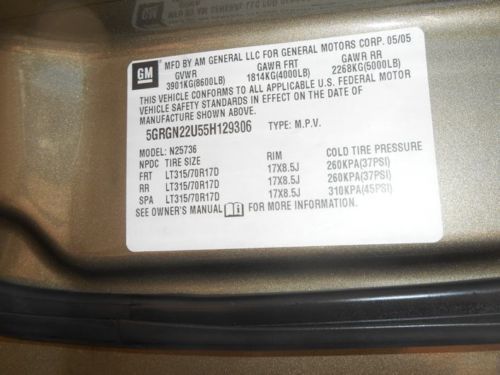 MFD BY AM GENERAL LLC FOR GENERAL MOTORS CORP. 05/05
GM
GVWR GAWR FRT GAWR RR
3901KG(8600LB) 1814KG(4000LB) 2268KG(5000LB)
THIS VEHICLE CONFORMS TO ALL APPLICABLE U.S. FEDERAL MOTOR
VEHICLE SAFETY STANDARDS IN EFFECT ON THE DATE OF
MANUFACTURE SHOWN ABOVE.
5GRGN22U55H129306 TYPE: M.P.V.
MODEL: N25736
NPDC TIRE SIZE RIM COLD TIRE PRESSURE
FRT LT315/70R17D 17X8.5J 260KPA(37PSI)
RR LT315/70R17D 17X8.5J 260KPA(37PSI)
SPA LT315/70R17D 17X8.5J 310KPA(45PSI)
SEE OWNER'S MANUAL FOR ADDITIONAL INFORMATION.